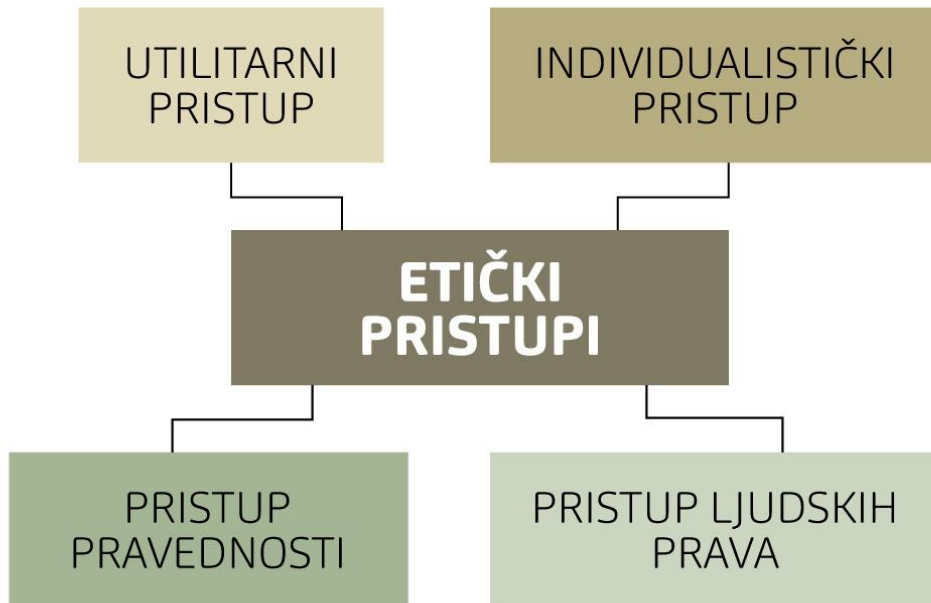 UTILITARNI
PRISTUP
INDIVIDUALISTIČKI
PRISTUP
ETIČKI
PRISTUPI
PRISTUP
PRAVEDNOSTI
PRISTUP LJUDSKIH
PRAVA